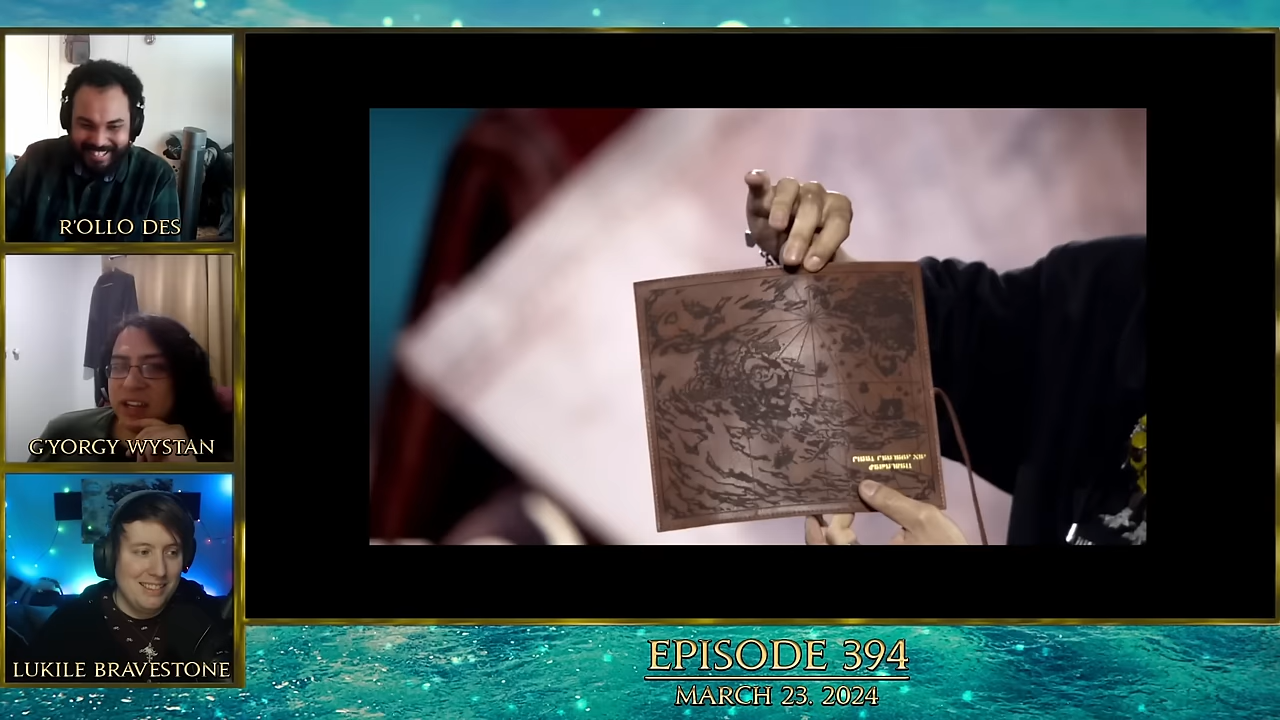 R'OLLO DES
G'YORGY WYSTAN
LUKILE BRAVESTONE
EPISODE 394
MARCH 23. 2024